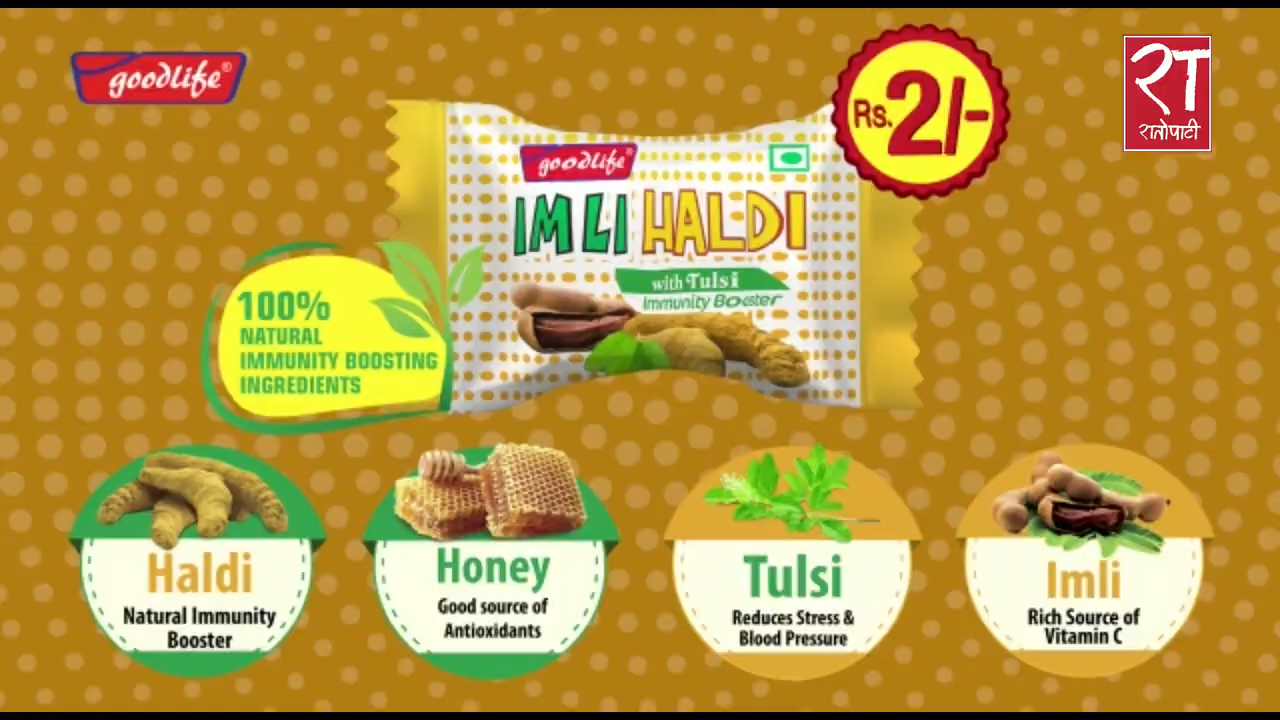 goodlife®
Rs. 2/-
रा
रातोपाटी
goodlife®
IMLI HALDI
with Tulsi
Immunity Booster
100%
NATURAL
IMMUNITY BOOSTING
INGREDIENTS
Haldi
Natural Immunity
Booster
Honey
Good source of
Antioxidants
Tulsi
Reduces Stress &
Blood Pressure
Imli
Rich Source of
Vitamin C